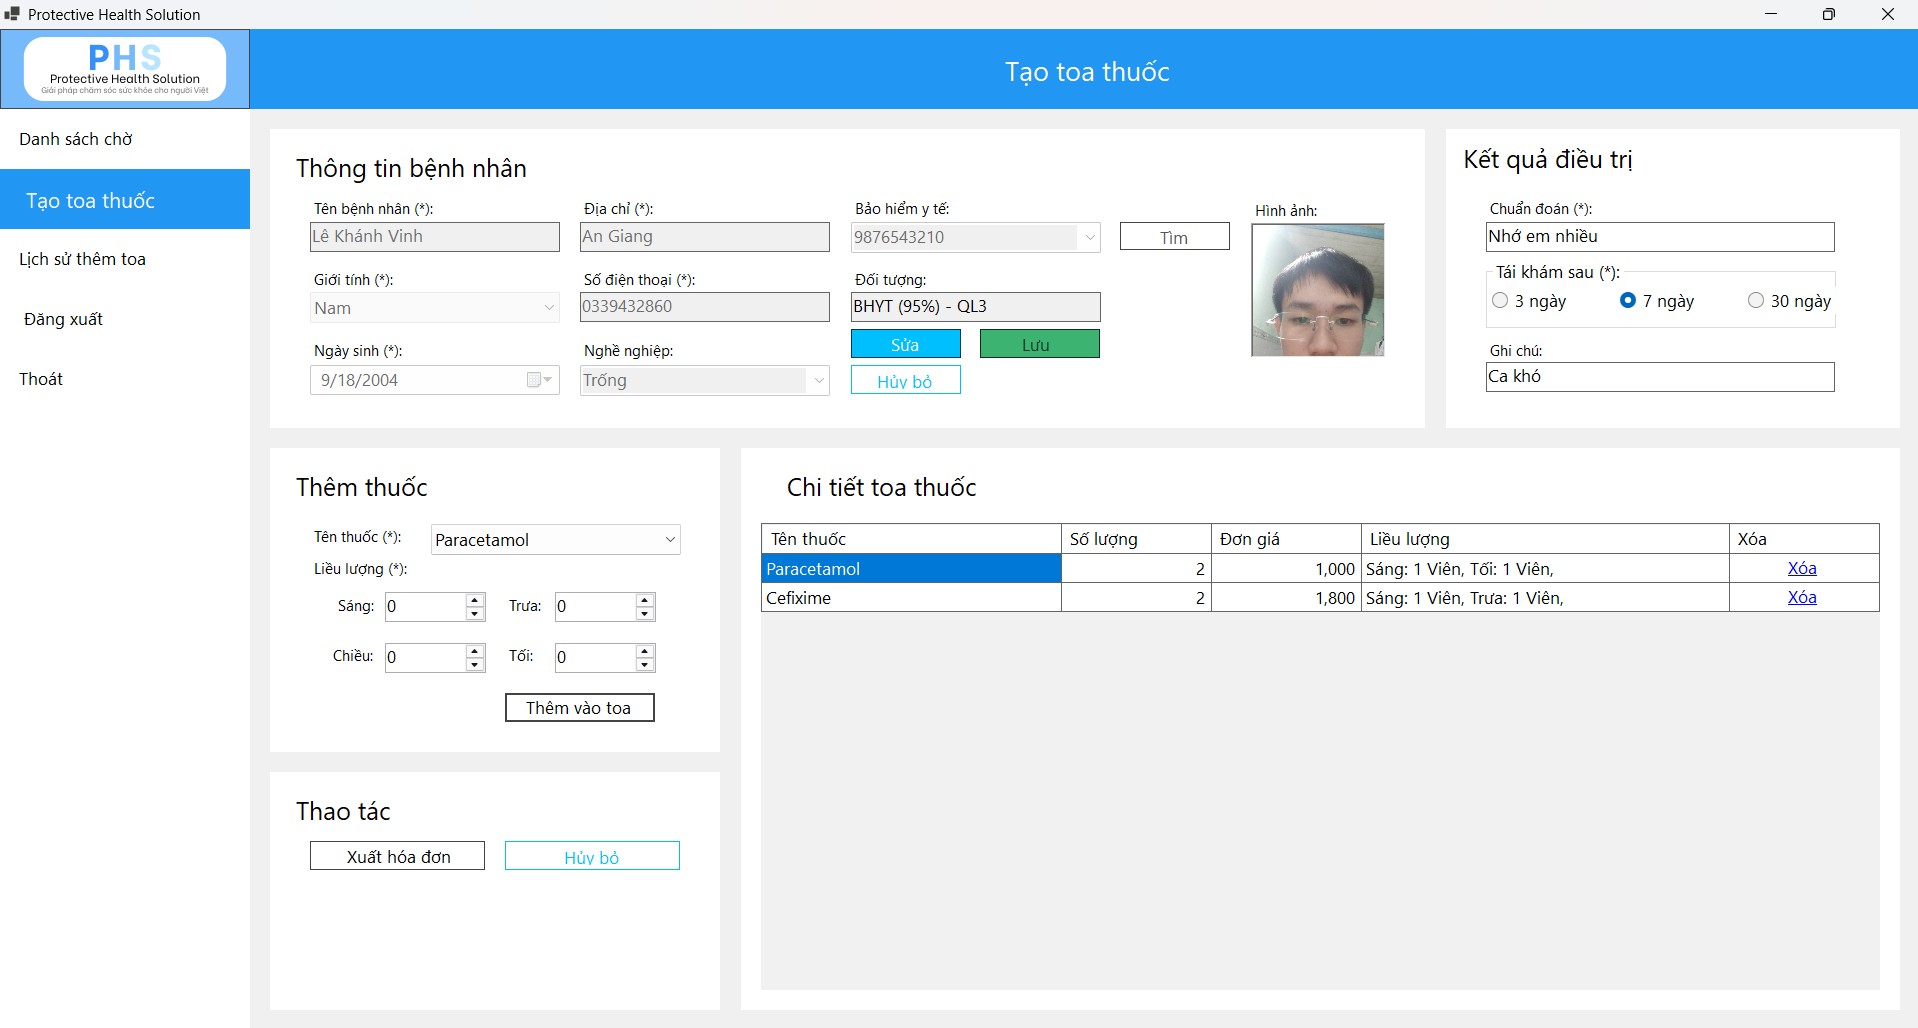 Protective Health Solution
PHS
Protective Health Solution
Giải pháp chăm sóc sức khỏe cho người Việt
Tạo toa thuốc
Danh sách chờ
Tạo toa thuốc
Lịch sử thêm toa
Đăng xuất
Thoát
Thông tin bệnh nhân
Tên bệnh nhân (*):
Lê Khánh Vinh
Địa chỉ (*):
An Giang
Bảo hiểm y tế:
9876543210
Tìm
Hình ảnh:
Giới tính (*):
Nam
Số điện thoại (*):
0339432860
Đối tượng:
BHYT (95%) - QL3
Sửa
Lưu
Ngày sinh (*):
9/18/2004
Nghề nghiệp:
Trống
Hủy bỏ
Kết quả điều trị
Chuẩn đoán (*):
Nhớ em nhiều
Tái khám sau (*):
3 ngày
7 ngày
30 ngày
Ghi chú:
Ca khó
Thêm thuốc
Tên thuốc (*):
Paracetamol
Liều lượng (*):
Sáng:
0
Trưa:
0
Chiều:
0
Tối:
0
Thêm vào toa
Thao tác
Xuất hóa đơn
Hủy bỏ
Chi tiết toa thuốc
Tên thuốc Số lượng Đơn giá Liều lượng Xóa
Paracetamol 2 1,000 Sáng: 1 Viên, Tối: 1 Viên, Xóa
Cefixime 2 1,800 Sáng: 1 Viên, Trưa: 1 Viên, Xóa